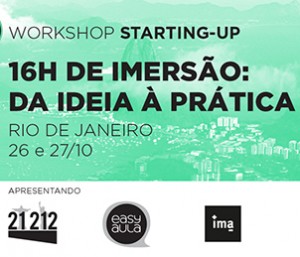 WORKSHOP STARTING-UP
16H DE IMERSÃO:
DA IDEIA À PRÁTICA
RIO DE JANEIRO
26 e 27/10
APRESENTANDO
21212
easy
aula
ima